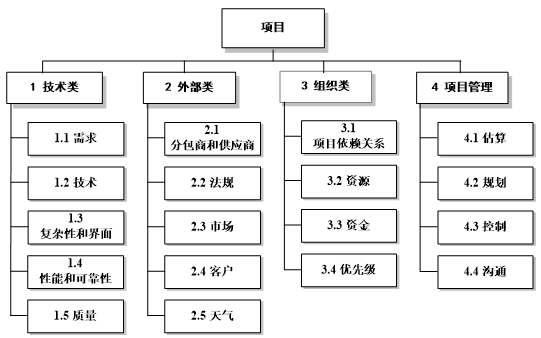 项目
1 技术类
1.1 需求
1.2 技术
1.3
复杂性和界面
1.4
性能和可靠性
1.5 质量
2 外部类
2.1
分包商和供应商
2.2 法规
2.3 市场
2.4 客户
2.5 天气
3 组织类
3.1
项目依赖关系
3.2 资源
3.3 资金
3.4 优先级
4 项目管理
4.1 估算
4.2 规划
4.3 控制
4.4 沟通